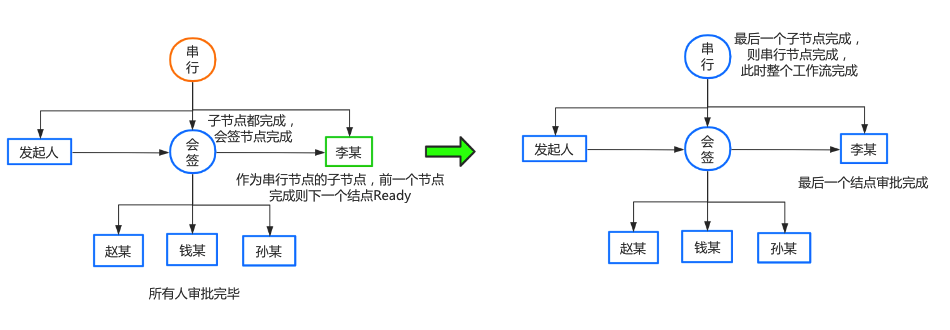 串
行
子节点都完成，
会签节点完成
发起人
会
签
李某
作为串行节点的子节点，前一个节点
完成则下一个结点Ready
赵某
钱某
孙某
所有人审批完毕
串
行
最后一个子节点完成，
则串行节点完成，
此时整个工作流完成
发起人
会
签
李某
最后一个结点审批完成
赵某
钱某
孙某